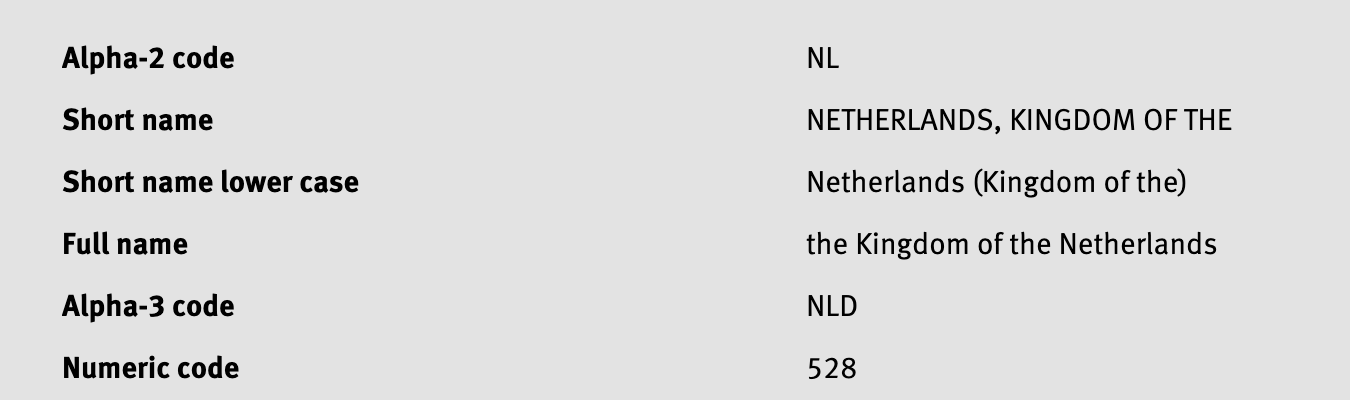 Alpha-2 code NL
Short name NETHERLANDS, KINGDOM OF THE
Short name lower case Netherlands (Kingdom of the)
Full name the Kingdom of the Netherlands
Alpha-3 code NLD
Numeric code 528